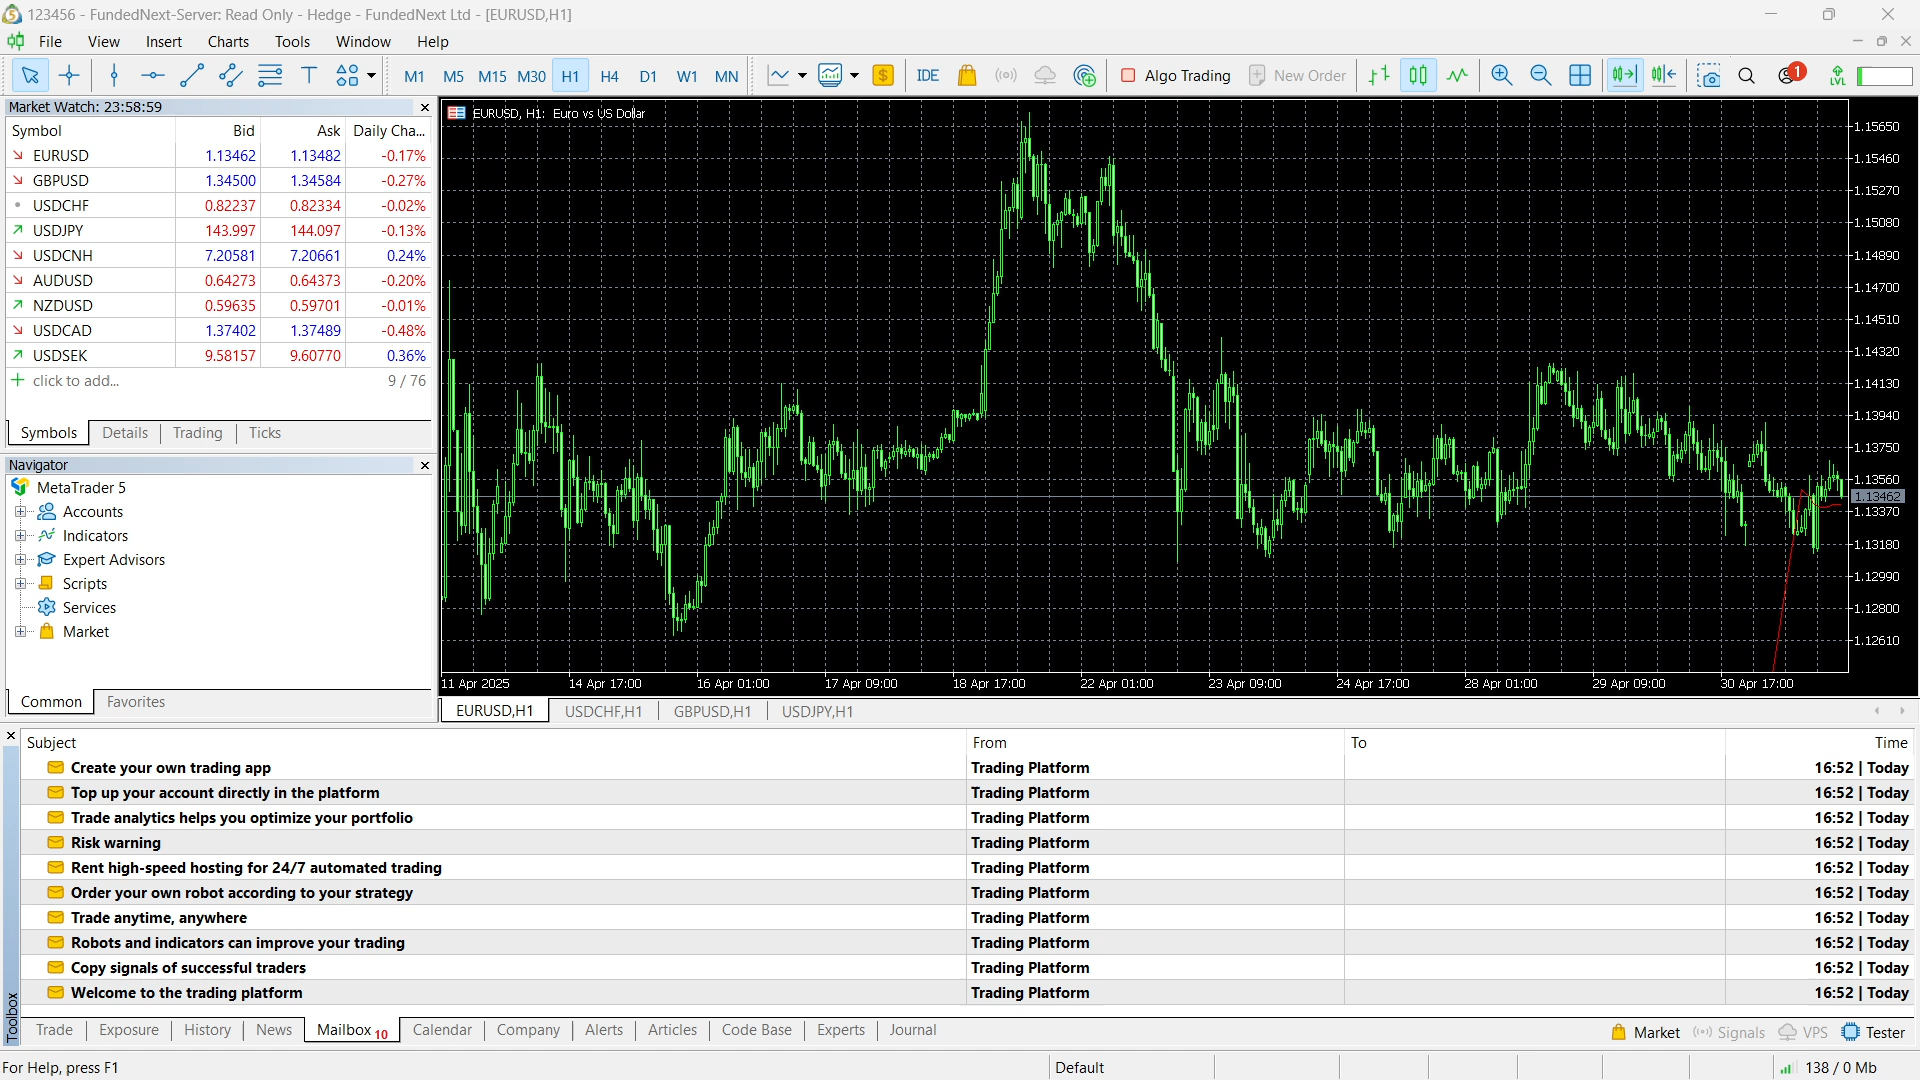 123456 - FundedNext-Server: Read Only - Hedge - FundedNext Ltd - [EURUSD,H1]
File View Insert Charts Tools Window Help
M1 M5 M15 M30 H1 H4 D1 W1 MN IDE Algo Trading New Order 1 LVL
Market Watch: 23:58:59
Symbol Bid Ask Daily Cha...
EURUSD 1.13462 1.13482 -0.17%
GBPUSD 1.34500 1.34584 -0.27%
USDCHF 0.82237 0.82334 -0.02%
USDJPY 143.997 144.097 -0.13%
USDCNH 7.20581 7.20661 0.24%
AUDUSD 0.64273 0.64373 -0.20%
NZDUSD 0.59635 0.59701 -0.01%
USDCAD 1.37402 1.37489 -0.48%
USDSEK 9.58157 9.60770 0.36%
click to add... 9 / 76
Symbols Details Trading Ticks
Navigator
MetaTrader 5
Accounts
Indicators
Expert Advisors
Scripts
Services
Market
Common Favorites
EURUSD, H1: Euro vs US Dollar
1.15650
1.15460
1.15270
1.15080
1.14890
1.14700
1.14510
1.14320
1.14130
1.13940
1.13750
1.13560
1.13462
1.13370
1.13180
1.12990
1.12800
1.12610
11 Apr 2025 14 Apr 17:00 16 Apr 01:00 17 Apr 09:00 18 Apr 17:00 22 Apr 01:00 23 Apr 09:00 24 Apr 17:00 28 Apr 01:00 29 Apr 09:00 30 Apr 17:00
EURUSD,H1 USDCHF,H1 GBPUSD,H1 USDJPY,H1
Toolbox
Subject From To Time
Create your own trading app Trading Platform 16:52 | Today
Top up your account directly in the platform Trading Platform 16:52 | Today
Trade analytics helps you optimize your portfolio Trading Platform 16:52 | Today
Risk warning Trading Platform 16:52 | Today
Rent high-speed hosting for 24/7 automated trading Trading Platform 16:52 | Today
Order your own robot according to your strategy Trading Platform 16:52 | Today
Trade anytime, anywhere Trading Platform 16:52 | Today
Robots and indicators can improve your trading Trading Platform 16:52 | Today
Copy signals of successful traders Trading Platform 16:52 | Today
Welcome to the trading platform Trading Platform 16:52 | Today
Trade Exposure History News Mailbox 10 Calendar Company Alerts Articles Code Base Experts Journal Market Signals VPS Tester
For Help, press F1 Default 138 / 0 Mb